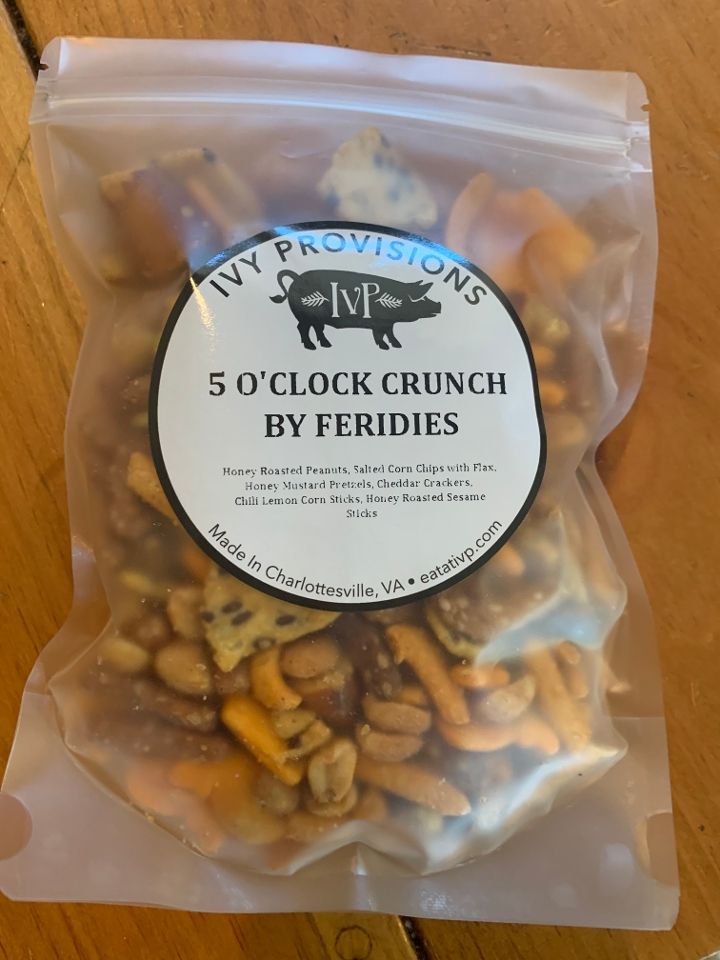 IVY PROVISIONS
IVP
5 O'CLOCK CRUNCH
BY FERIDIES
Honey Roasted Peanuts, Salted Corn Chips with Flax,
Honey Mustard Pretzels, Cheddar Crackers,
Chili Lemon Corn Sticks, Honey Roasted Sesame
Sticks
Made In Charlottesville, VA • eatativp.com